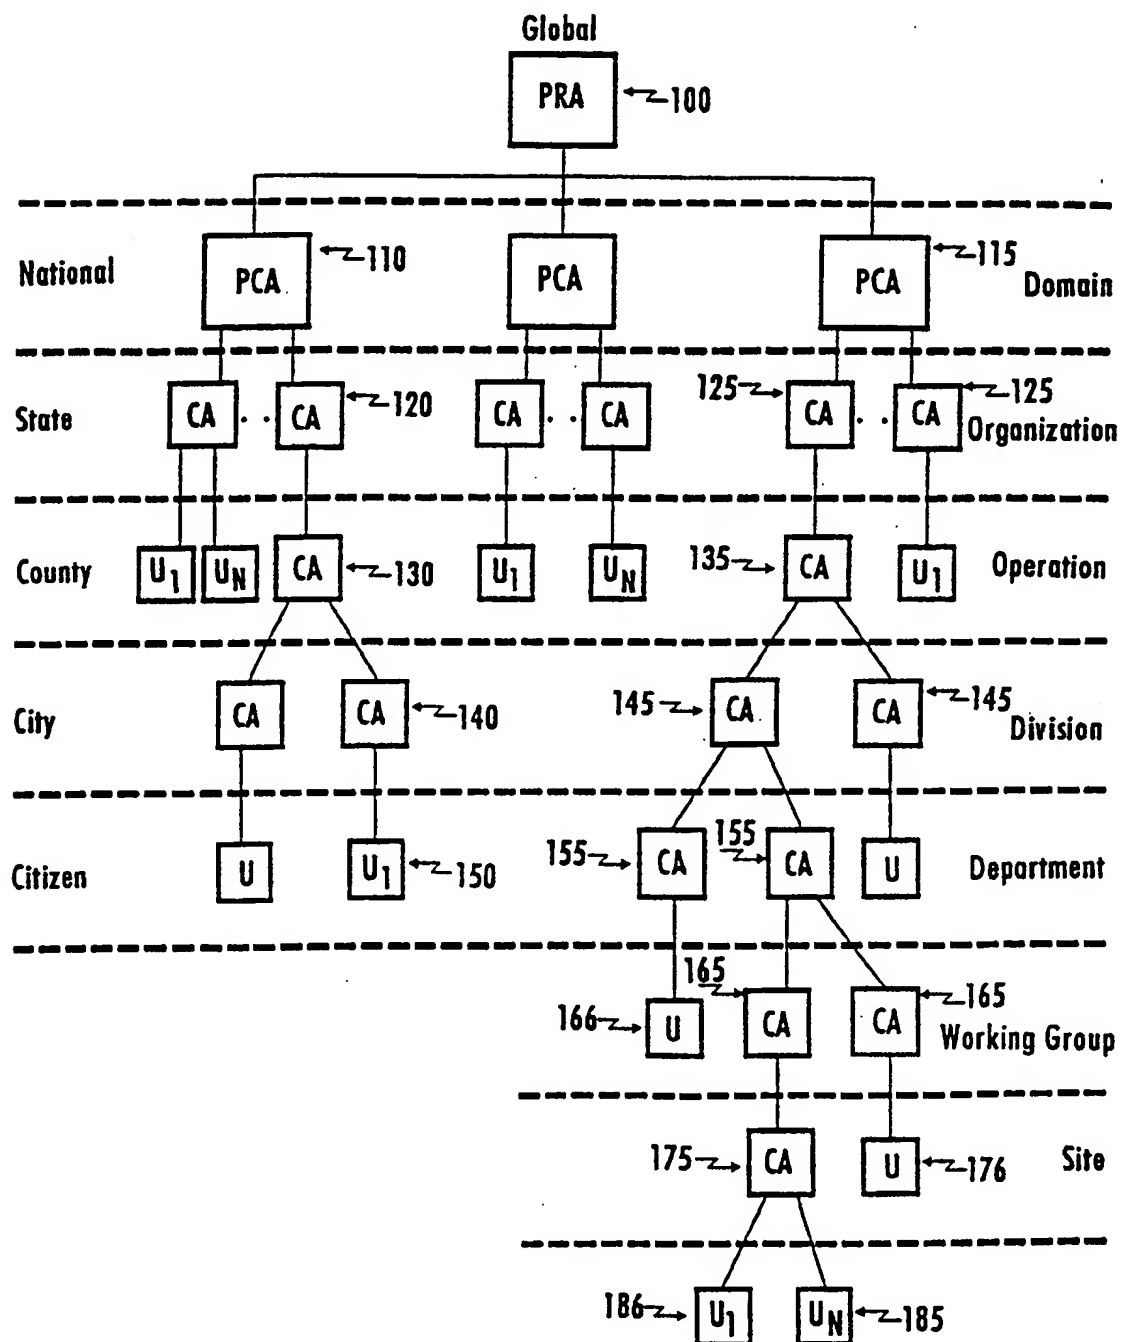 Global
PRA 100
National PCA 110 PCA PCA 115 Domain
State CA . . CA 120 CA . . CA 125 CA . . CA 125 Organization
County U1 UN CA 130 U1 UN 135 CA U1 Operation
City CA CA 140 145 CA CA 145 Division
Citizen U U1 150 155 CA 155 CA U Department
166 U 165 CA CA 165 Working Group
175 CA U 176 Site
186 U1 UN 185